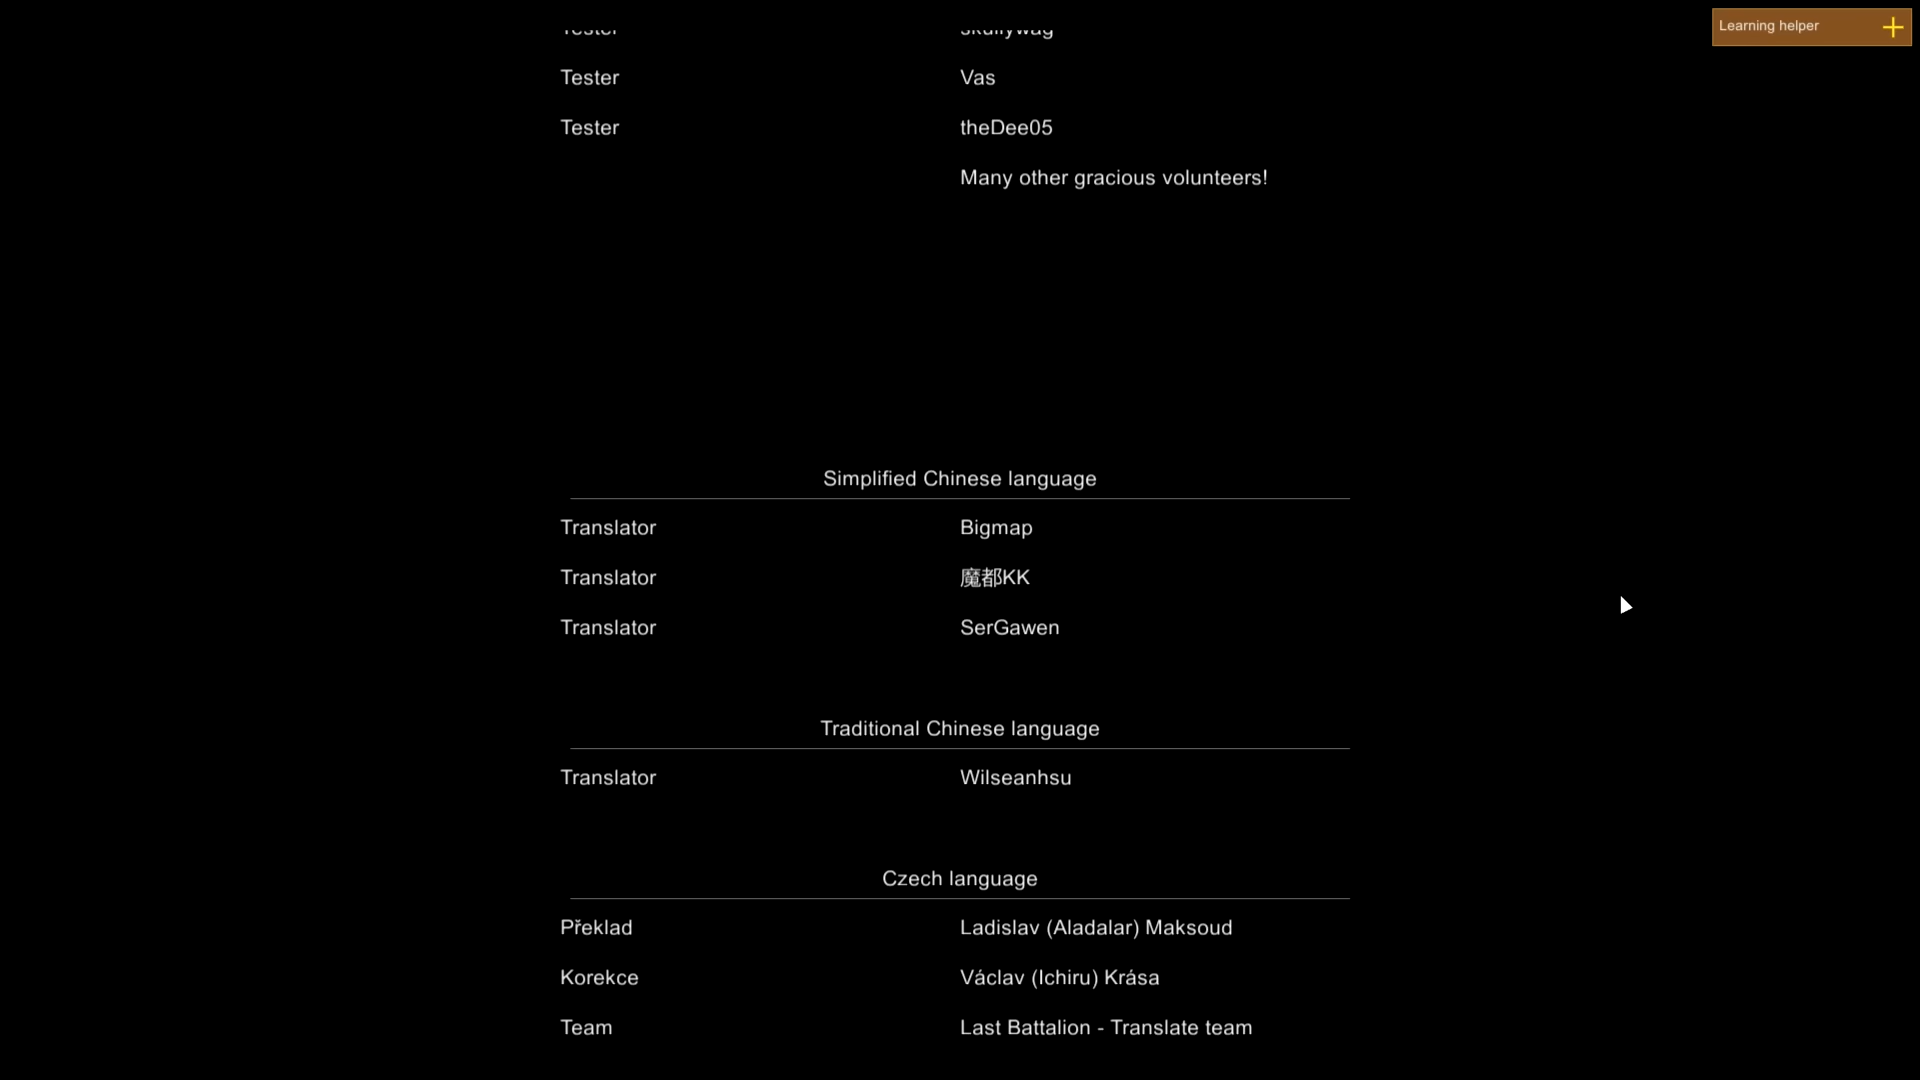 Learning helper
Tester skullywag
Tester Vas
Tester theDee05
Many other gracious volunteers!
Simplified Chinese language
Translator Bigmap
Translator 魔都KK
Translator SerGawen
Traditional Chinese language
Translator Wilseanhsu
Czech language
Překlad Ladislav (Aladalar) Maksoud
Korekce Václav (Ichiru) Krása
Team Last Battalion - Translate team